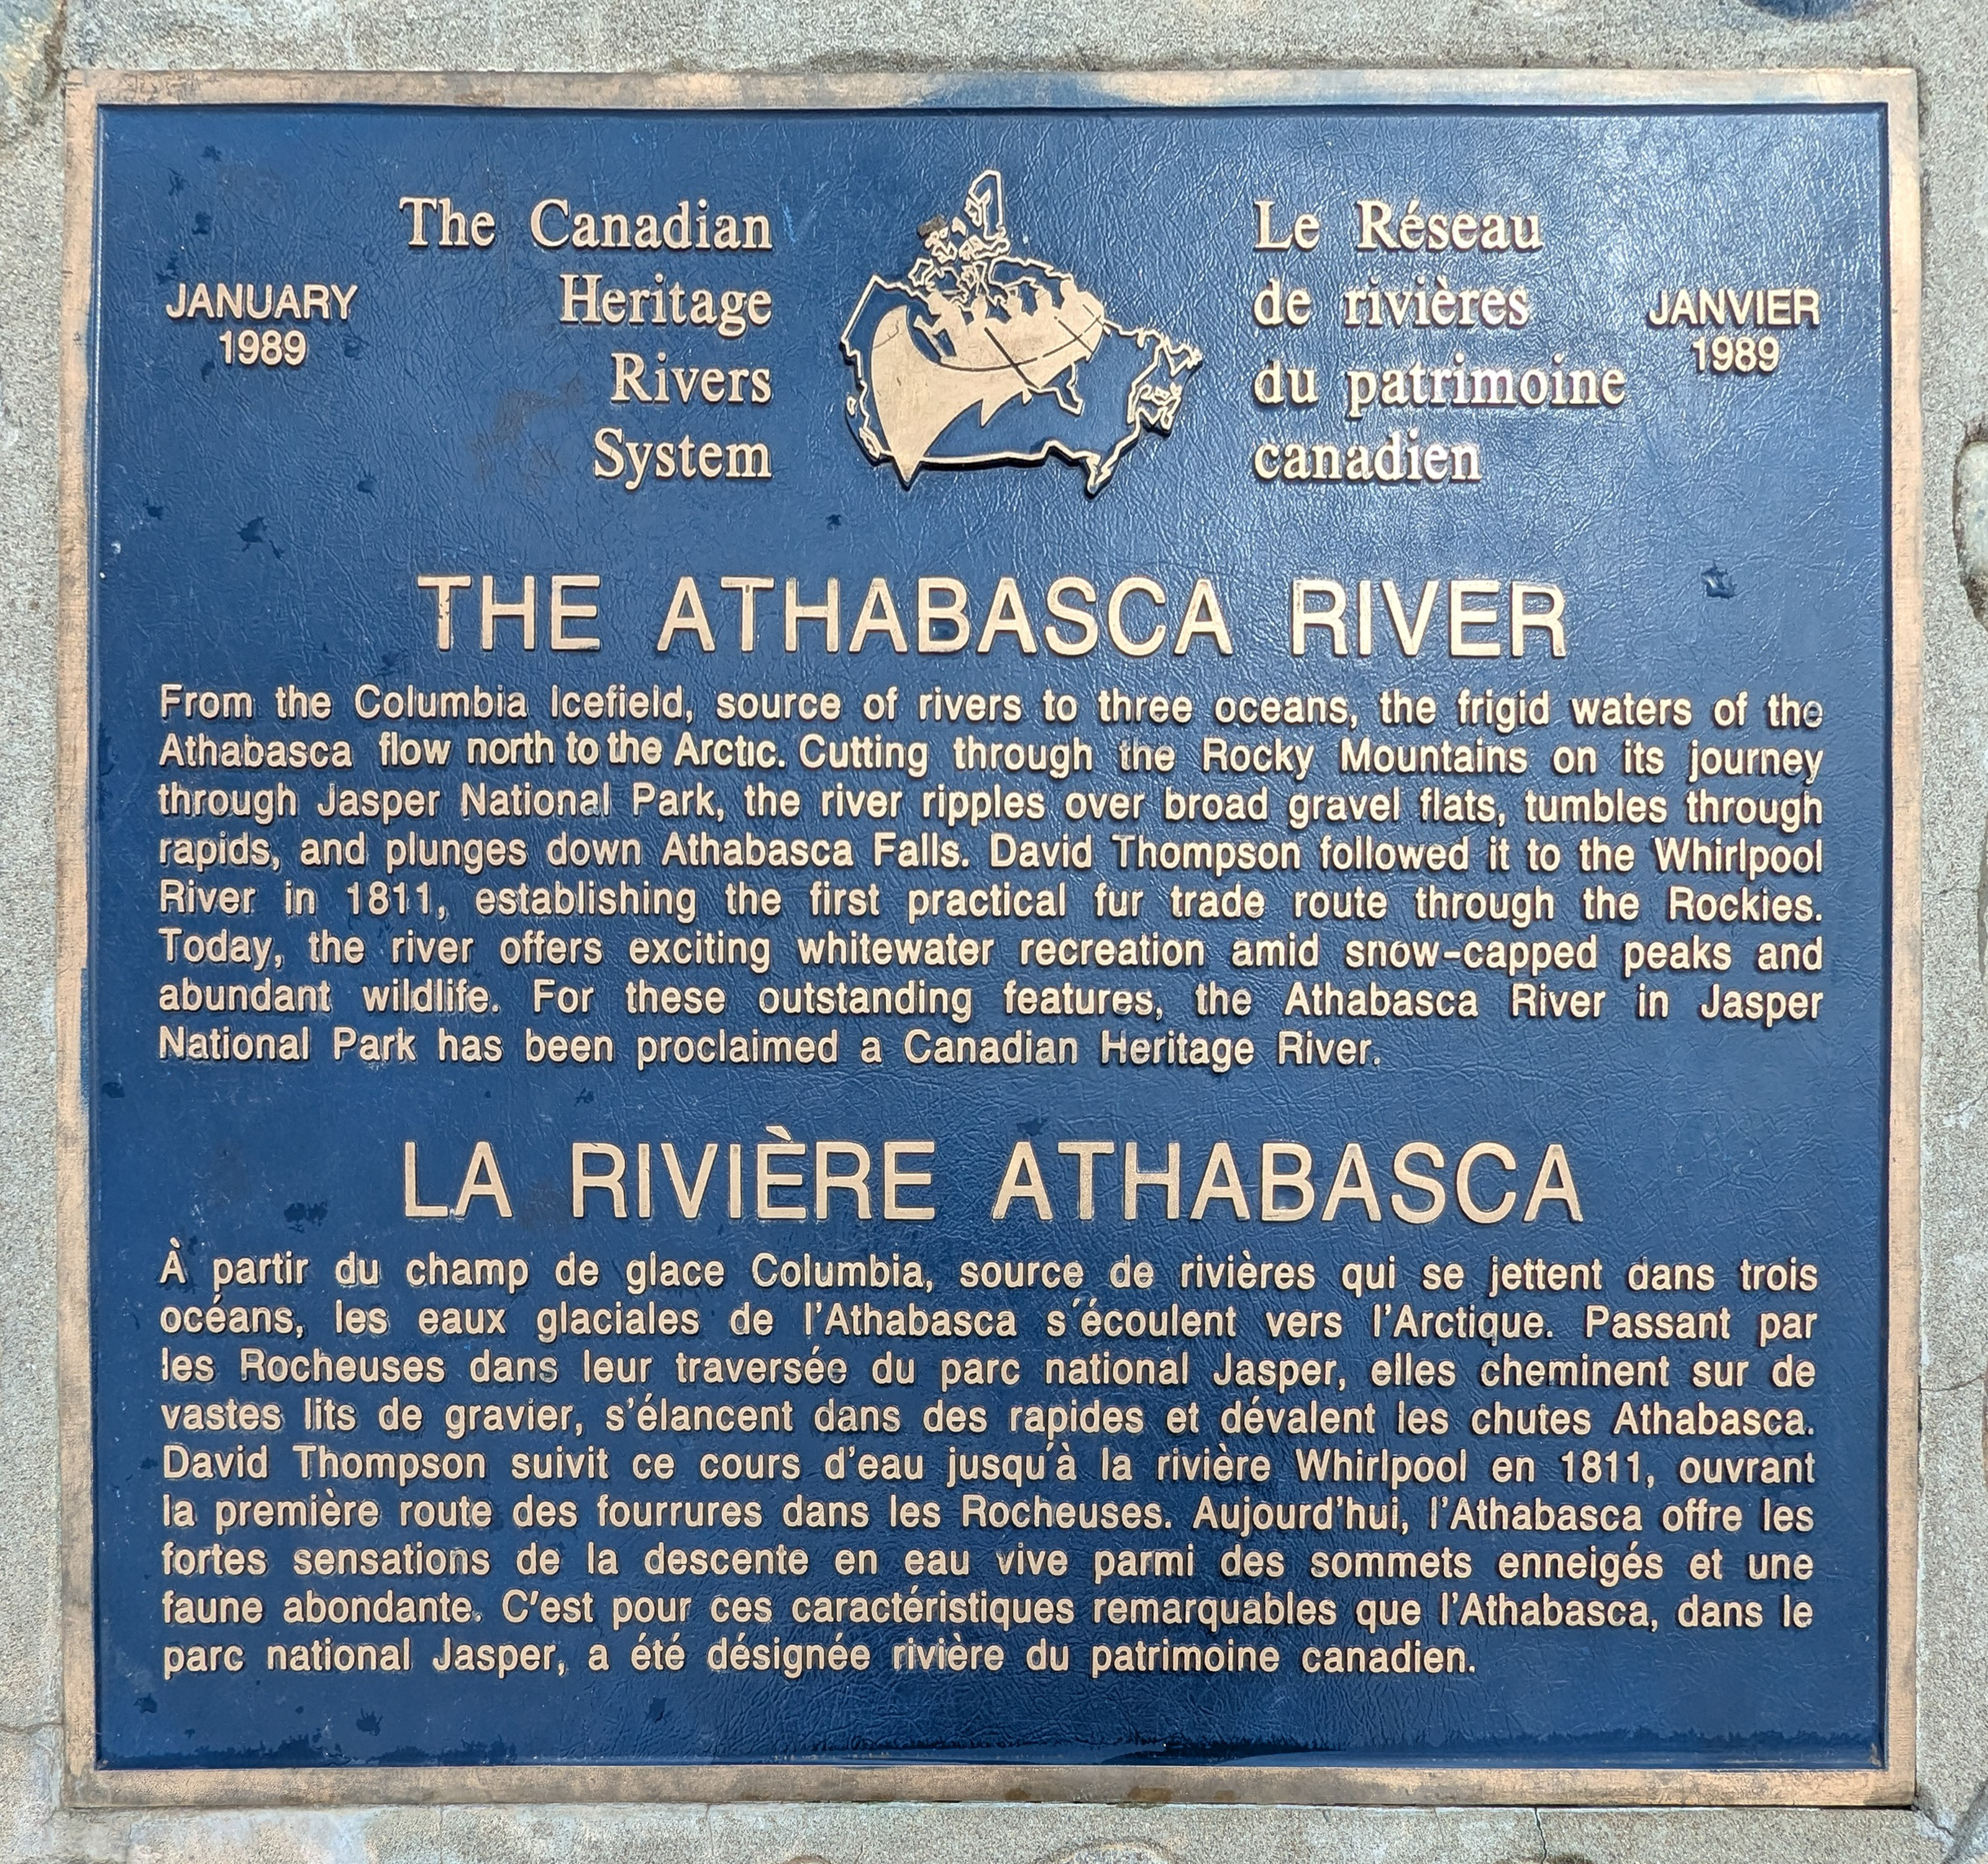 The Canadian
Heritage
Rivers
System
JANUARY
1989
Le Réseau
de rivières
du patrimoine
canadien
JANVIER
1989
THE ATHABASCA RIVER
From the Columbia Icefield, source of rivers to three oceans, the frigid waters of the
Athabasca flow north to the Arctic. Cutting through the Rocky Mountains on its journey
through Jasper National Park, the river ripples over broad gravel flats, tumbles through
rapids, and plunges down Athabasca Falls. David Thompson followed it to the Whirlpool
River in 1811, establishing the first practical fur trade route through the Rockies.
Today, the river offers exciting whitewater recreation amid snow-capped peaks and
abundant wildlife. For these outstanding features, the Athabasca River in Jasper
National Park has been proclaimed a Canadian Heritage River.
LA RIVIÈRE ATHABASCA
À partir du champ de glace Columbia, source de rivières qui se jettent dans trois
océans, les eaux glaciales de l'Athabasca s'écoulent vers l'Arctique. Passant par
les Rocheuses dans leur traversée du parc national Jasper, elles cheminent sur de
vastes lits de gravier, s'élancent dans des rapides et dévalent les chutes Athabasca.
David Thompson suivit ce cours d'eau jusqu'à la rivière Whirlpool en 1811, ouvrant
la première route des fourrures dans les Rocheuses. Aujourd'hui, l'Athabasca offre les
fortes sensations de la descente en eau vive parmi des sommets enneigés et une
faune abondante. C'est pour ces caractéristiques remarquables que l'Athabasca, dans le
parc national Jasper, a été désignée rivière du patrimoine canadien.